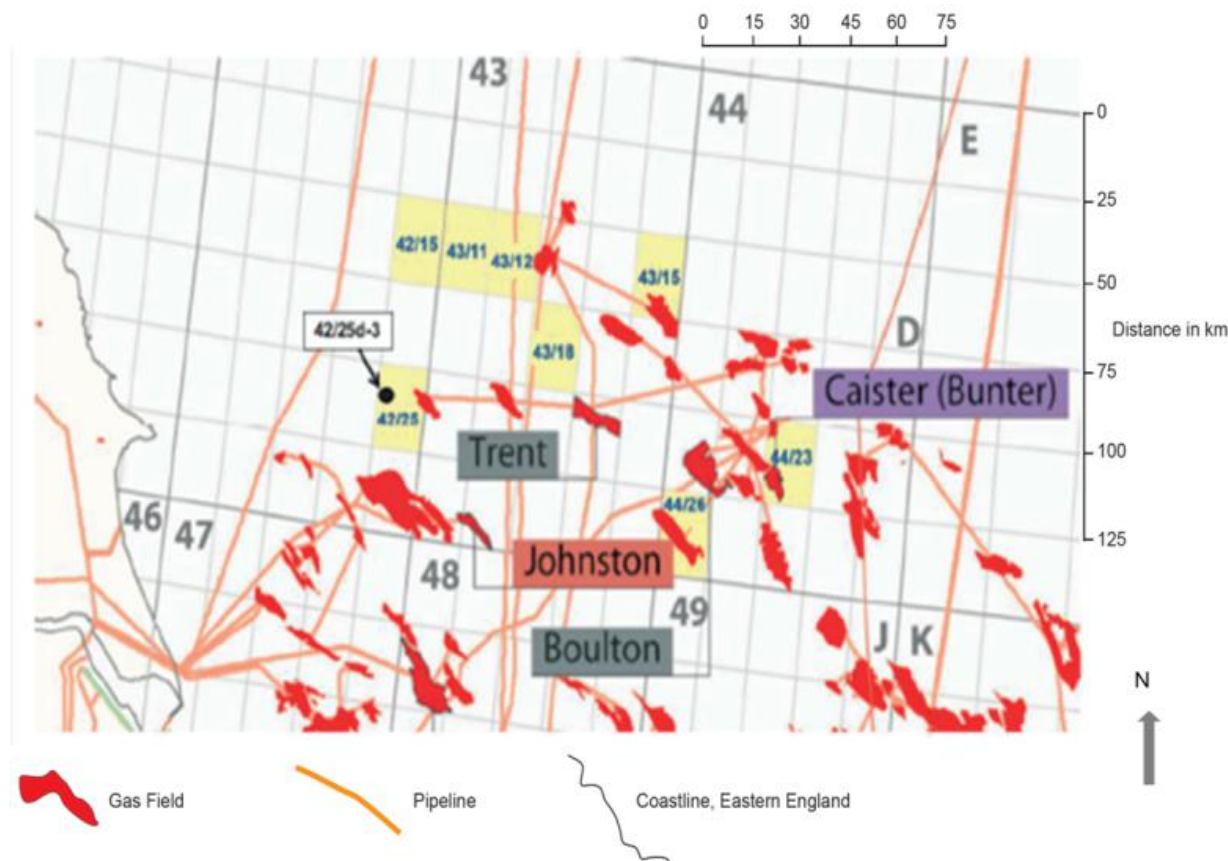 0 15 30 45 60 75
43
44
0
E
25
42/15
43/11
43/12
43/15
50
42/25d-3
D
Distance in km
43/18
75
Caister (Bunter)
42/25
Trent
44/23
100
44/26
46
47
125
Johnston
48
49
J K
Boulton
N
Gas Field
Pipeline
Coastline, Eastern England